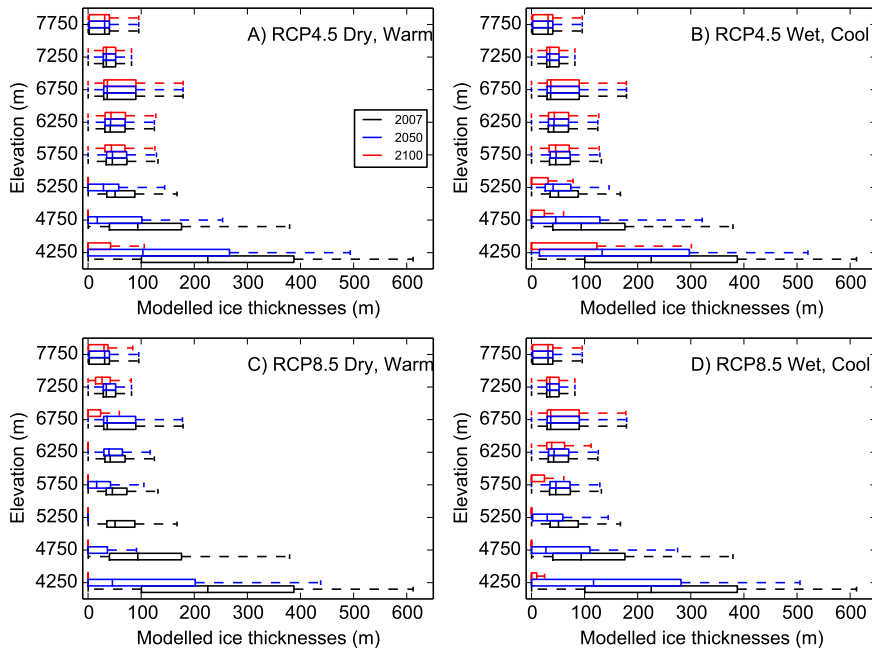 A) RCP4.5 Dry, Warm
Elevation (m)
7750
7250
6750
6250
5750
5250
4750
4250
2007
2050
2100
0 100 200 300 400 500 600
Modelled ice thicknesses (m)
B) RCP4.5 Wet, Cool
Elevation (m)
7750
7250
6750
6250
5750
5250
4750
4250
0 100 200 300 400 500 600
Modelled ice thicknesses (m)
C) RCP8.5 Dry, Warm
Elevation (m)
7750
7250
6750
6250
5750
5250
4750
4250
0 100 200 300 400 500 600
Modelled ice thicknesses (m)
D) RCP8.5 Wet, Cool
Elevation (m)
7750
7250
6750
6250
5750
5250
4750
4250
0 100 200 300 400 500 600
Modelled ice thicknesses (m)